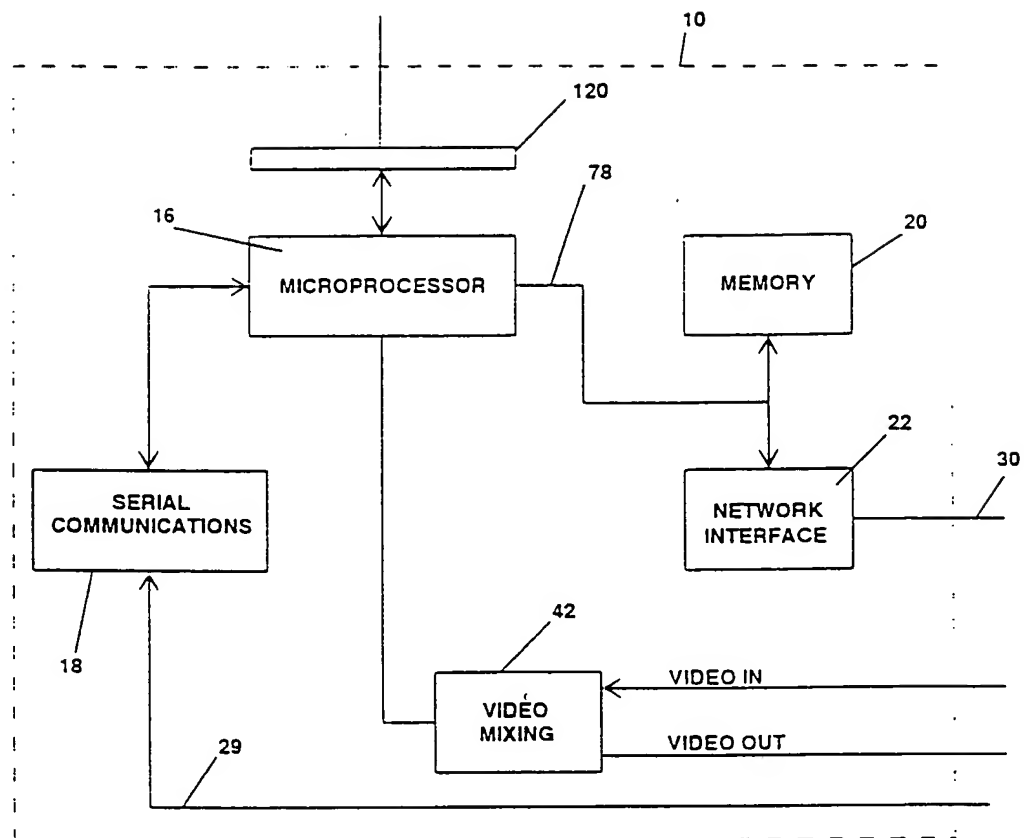 10
120
78
16
20
MICROPROCESSOR
MEMORY
22
30
SERIAL
COMMUNICATIONS
NETWORK
INTERFACE
42
18
VIDEO IN
VIDEO
MIXING
VIDEO OUT
29